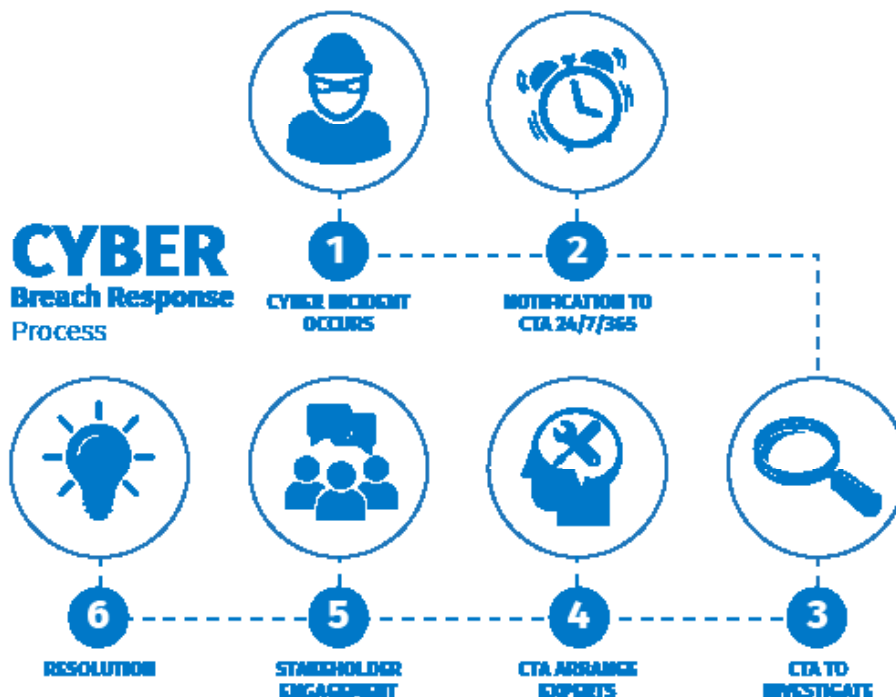 CYBER
Breach Response
Process
1
CYBER INCIDENT
OCCURS
2
NOTIFICATION TO
CTA 24/7/365
3
CTA TO
INVESTIGATE
4
CTA ARRANGE
EXPERTS
5
STAKEHOLDER
ENGAGEMENT
6
RESOLUTION